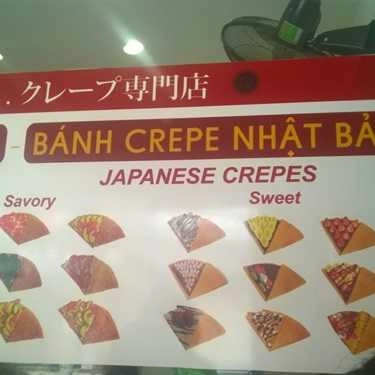 . クレープ専門店
- BÁNH CREPE NHẬT BẢ
JAPANESE CREPES
Savory Sweet